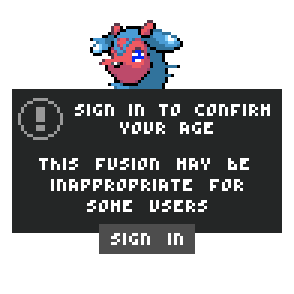 SIGN IN TO CONFIRM
YOUR AGE
THIS FUSION MAY BE
INAPPROPRIATE FOR
SOME USERS
SIGN IN